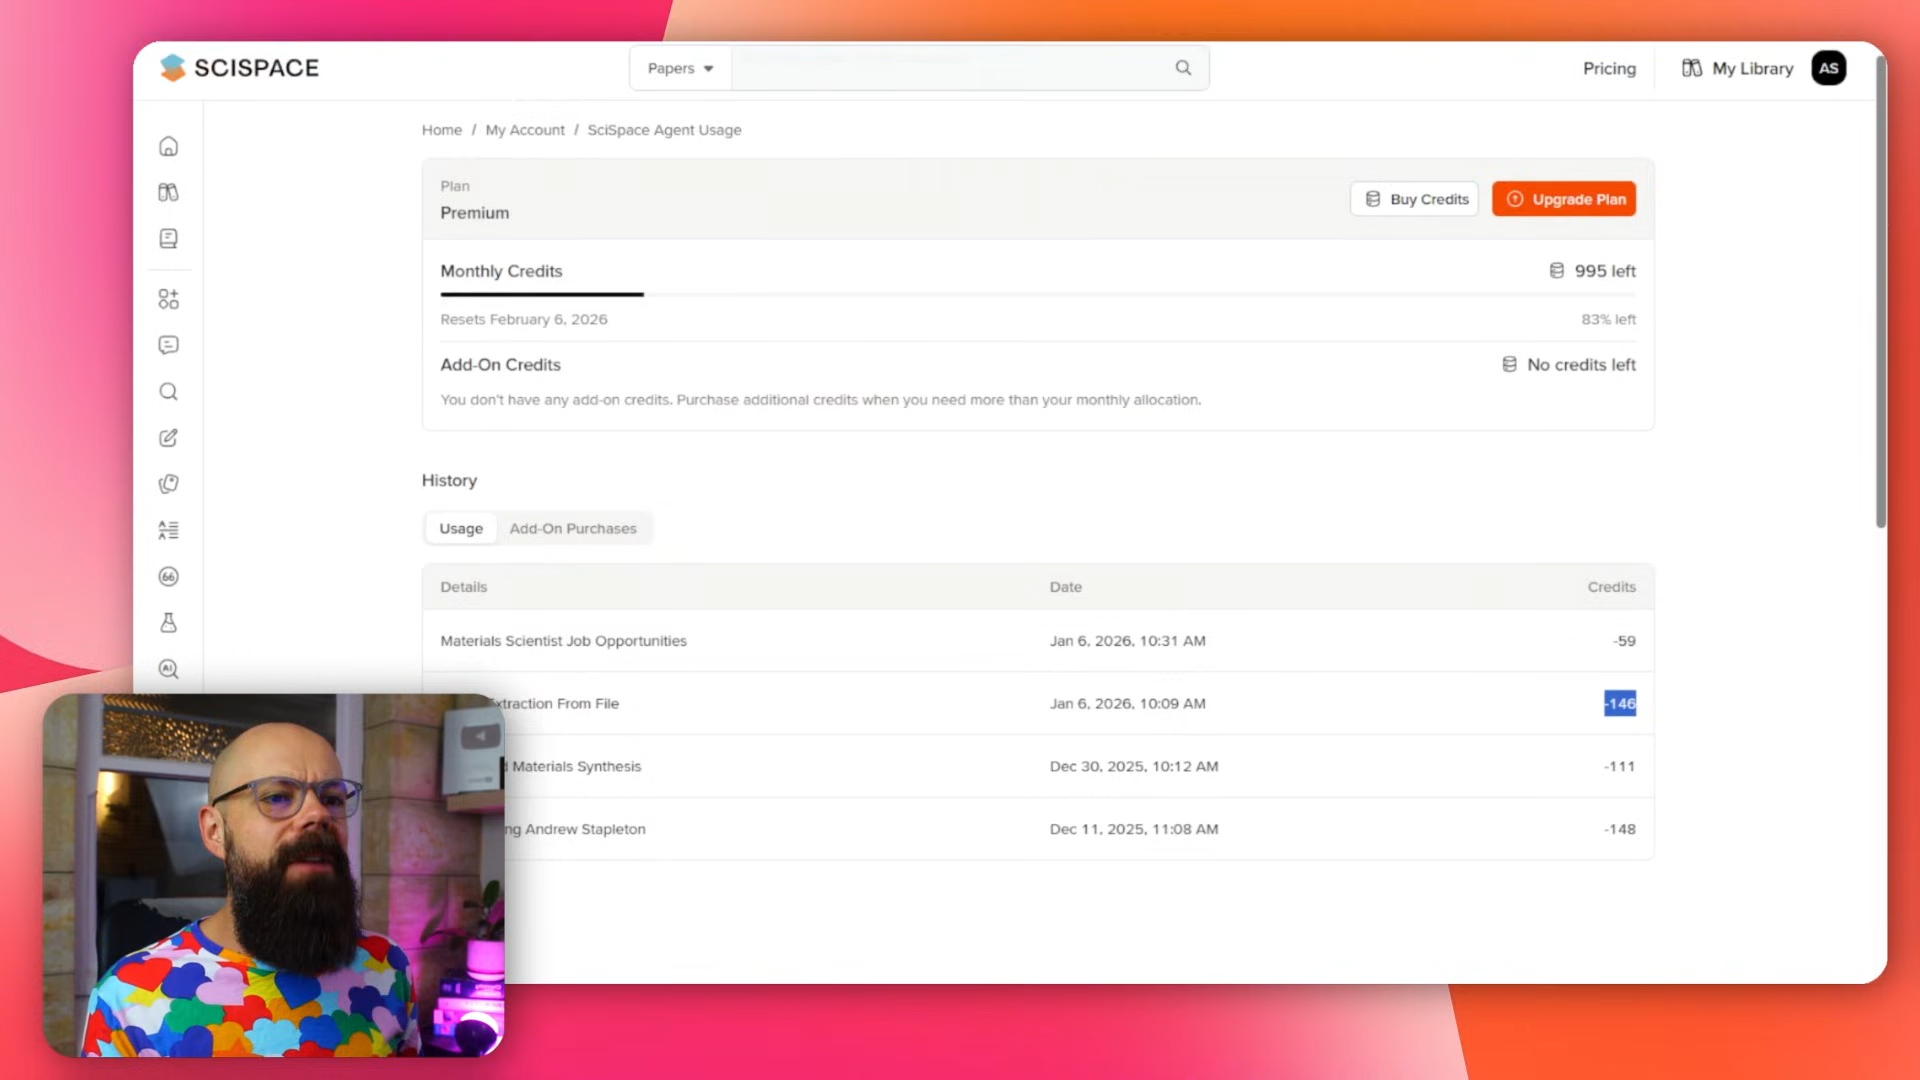 SCISPACE
Papers
Pricing
My Library
AS
Home / My Account / SciSpace Agent Usage
Plan
Premium
Buy Credits
Upgrade Plan
Monthly Credits
995 left
Resets February 6, 2026
83% left
Add-On Credits
No credits left
You don't have any add-on credits. Purchase additional credits when you need more than your monthly allocation.
History
Usage
Add-On Purchases
Details Date Credits
Materials Scientist Job Opportunities Jan 6, 2026, 10:31 AM -59
xtraction From File Jan 6, 2026, 10:09 AM -146
d Materials Synthesis Dec 30, 2025, 10:12 AM -111
ng Andrew Stapleton Dec 11, 2025, 11:08 AM -148